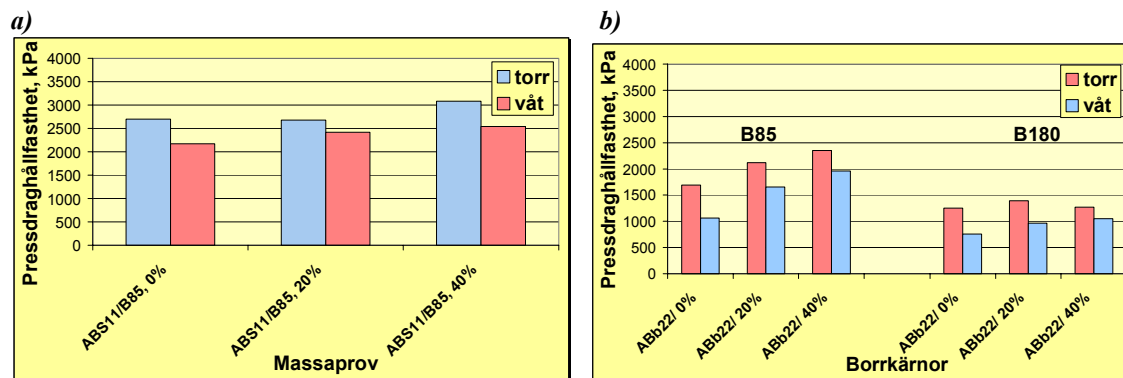 a)
Pressdraghållfasthet, kPa
4000
3500
3000
2500
2000
1500
1000
500
0
torr
våt
ABS11/B85, 0%
ABS11/B85, 20%
ABS11/B85, 40%
Massaprov
b)
Pressdraghållfasthet, kPa
4000
3500
3000
2500
2000
1500
1000
500
0
torr
våt
B85
B180
ABb22/ 0%
ABb22/ 20%
ABb22/ 40%
ABb22/ 0%
ABb22/ 20%
ABb22/ 40%
Borrkärnor